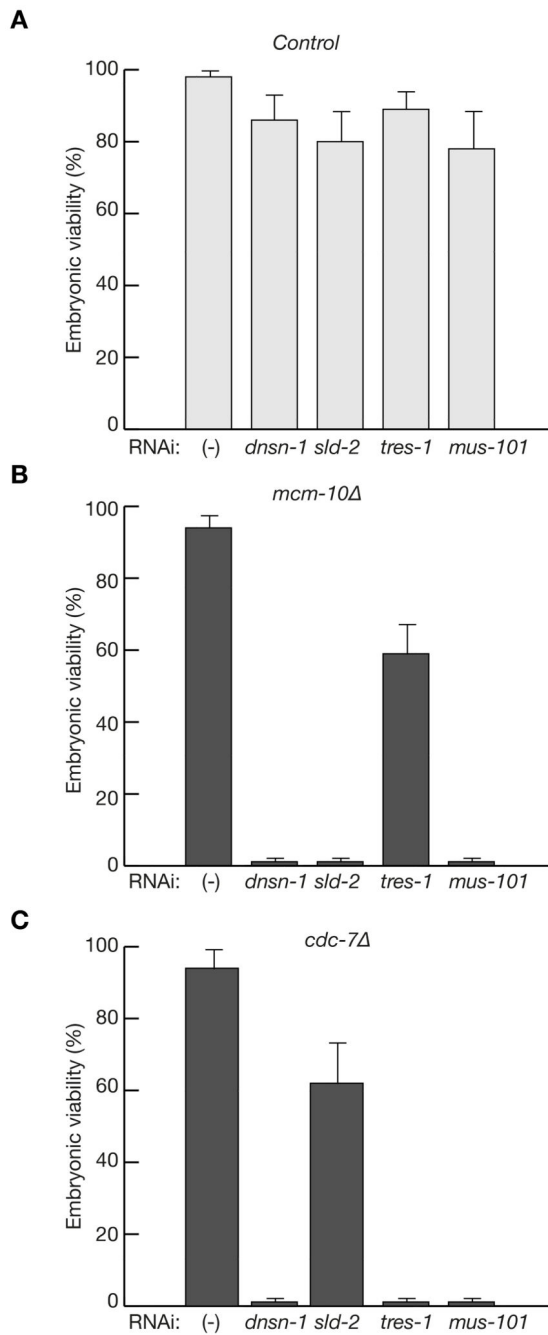 A
Control
Embryonic viability (%)
100
80
60
40
20
0
RNAi: (-) dnsn-1 sld-2 tres-1 mus-101
B
mcm-10Δ
Embryonic viability (%)
100
80
60
40
20
0
RNAi: (-) dnsn-1 sld-2 tres-1 mus-101
C
cdc-7Δ
Embryonic viability (%)
100
80
60
40
20
0
RNAi: (-) dnsn-1 sld-2 tres-1 mus-101